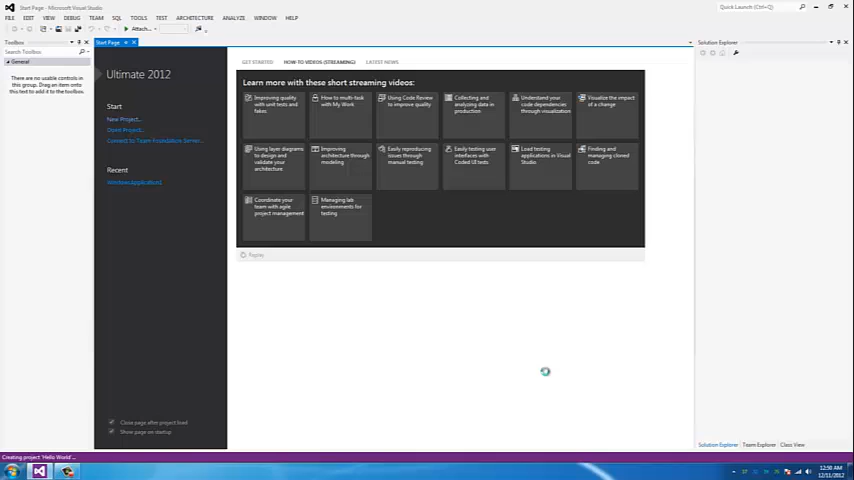 Start Page - Microsoft Visual Studio
Quick Launch (Ctrl+Q)
FILE EDIT VIEW DEBUG TEAM SQL TOOLS TEST ARCHITECTURE ANALYZE WINDOW HELP
Attach...
Toolbox
Search Toolbox
General
There are no usable controls in
this group. Drag an item onto
this text to add it to the toolbox.
Start Page
Ultimate 2012
Start
New Project...
Open Project...
Connect to Team Foundation Server...
Recent
WindowsApplication1
Close page after project load
Show page on startup
GET STARTED HOW-TO VIDEOS (STREAMING) LATEST NEWS
Learn more with these short streaming videos:
Improving quality
with unit tests and
fakes
How to multi-task
with My Work
Using Code Review
to improve quality
Collecting and
analyzing data in
production
Understand your
code dependencies
through visualization
Visualize the impact
of a change
Using layer diagrams
to design and
validate your
architecture
Improving
architecture through
modeling
Easily reproducing
issues through
manual testing
Easily testing user
interfaces with
Coded UI tests
Load testing
applications in Visual
Studio
Finding and
managing cloned
code
Coordinate your
team with agile
project management
Managing lab
environments for
testing
Replay
Solution Explorer
Solution Explorer Team Explorer Class View
Creating project 'Hello World'...
12:50 AM
12/11/2012